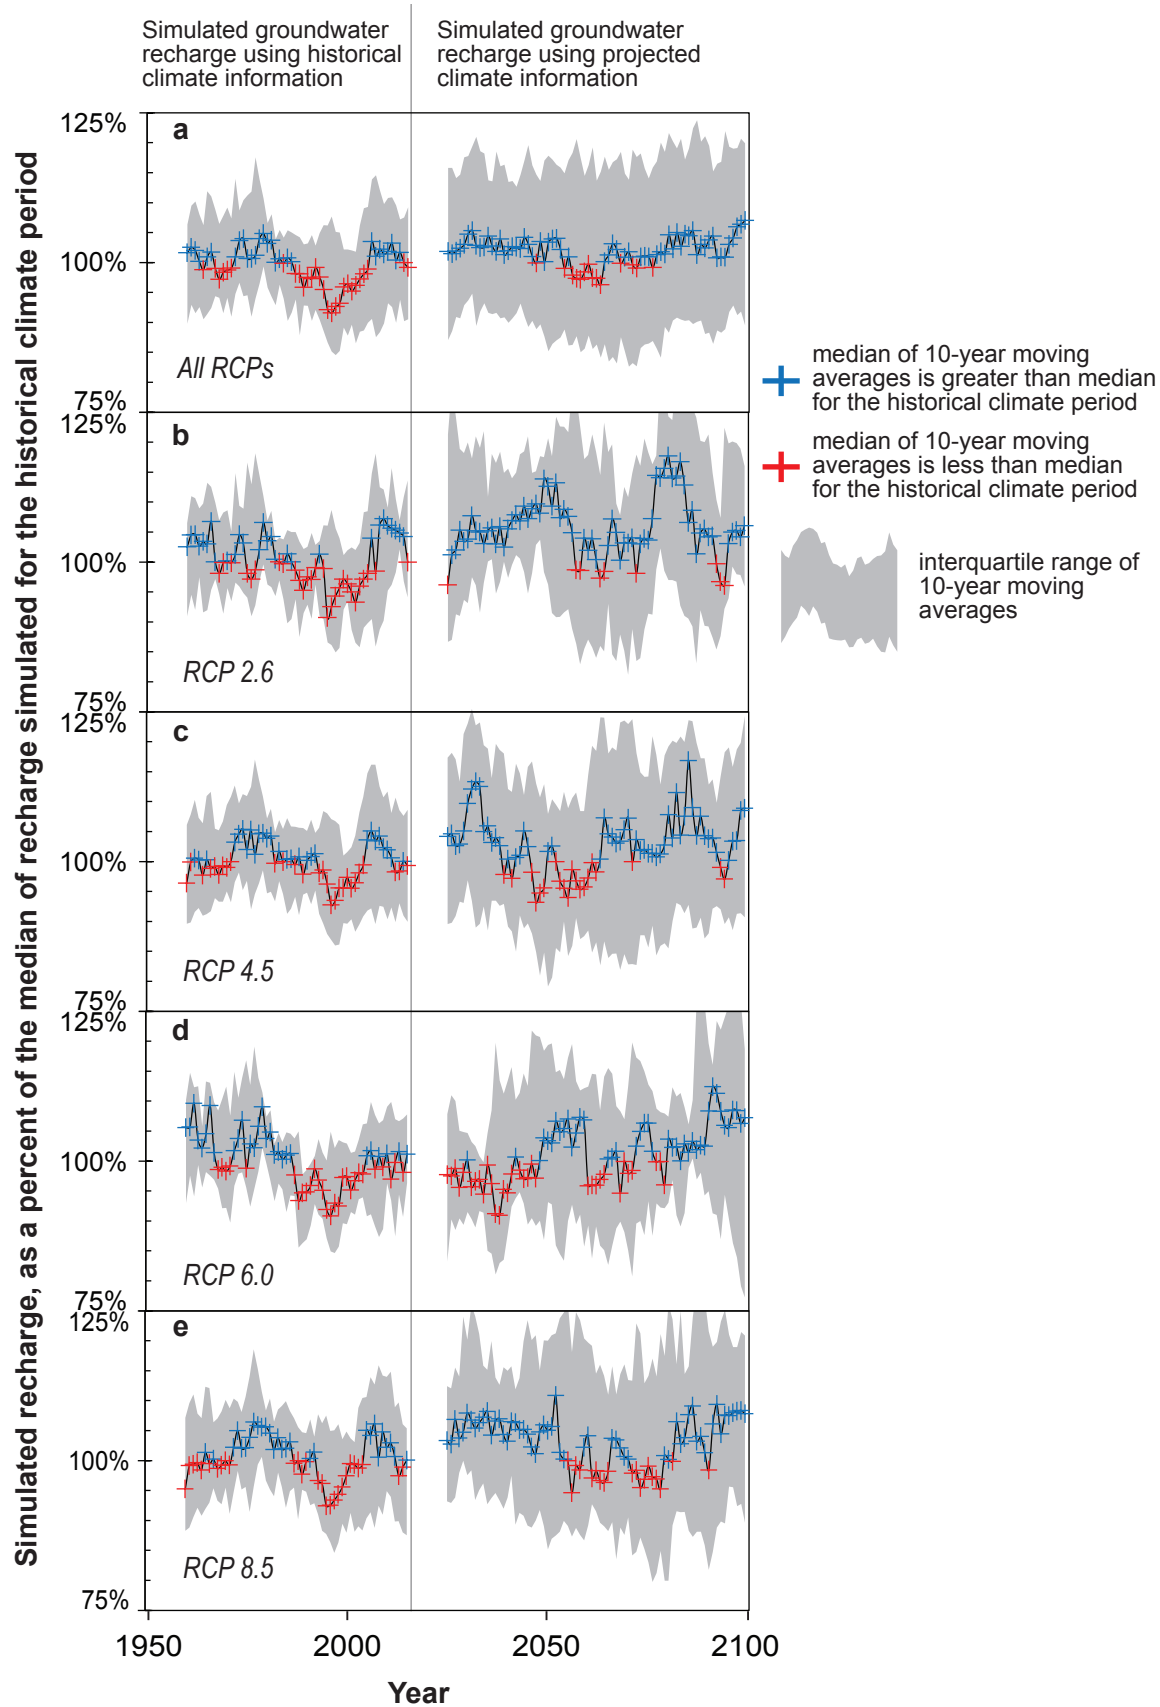 Simulated groundwater
recharge using historical
climate information
Simulated groundwater
recharge using projected
climate information
Simulated recharge, as a percent of the median of recharge simulated for the historical climate period
125%
a
100%
All RCPs
75%
125%
b
100%
RCP 2.6
75%
125%
c
100%
RCP 4.5
75%
125%
d
100%
RCP 6.0
75%
125%
e
100%
RCP 8.5
75%
1950
2000
2050
2100
Year
median of 10-year moving
averages is greater than median
for the historical climate period
median of 10-year moving
averages is less than median
for the historical climate period
interquartile range of
10-year moving
averages